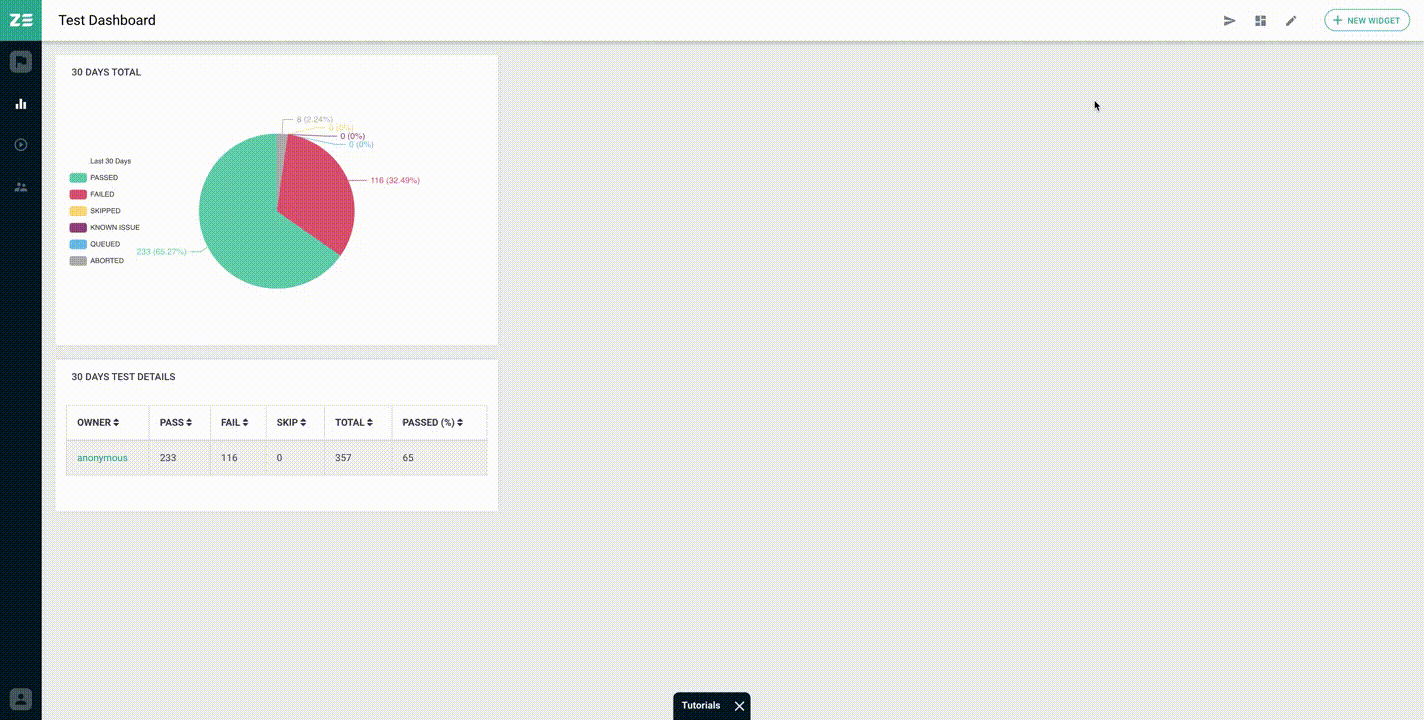 ZE
Test Dashboard
NEW WIDGET
30 DAYS TOTAL
8 (2.24%)
0 (0%)
0 (0%)
0 (0%)
116 (32.49%)
233 (65.27%)
Last 30 Days
PASSED
FAILED
SKIPPED
KNOWN ISSUE
QUEUED
ABORTED
30 DAYS TEST DETAILS
OWNER PASS FAIL SKIP TOTAL PASSED (%)
anonymous 233 116 0 357 65
Tutorials